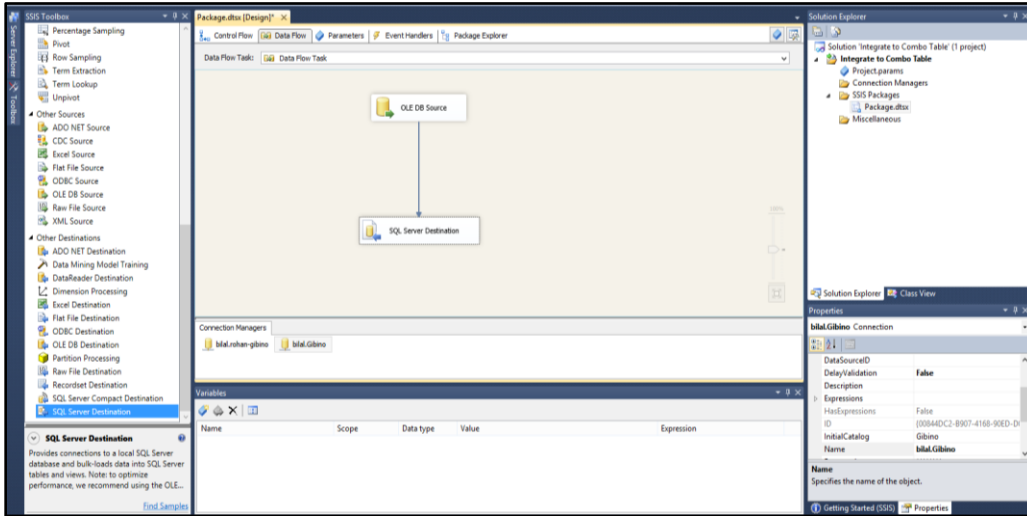 Server Explorer
Toolbox
SSIS Toolbox
Percentage Sampling
Pivot
Row Sampling
Term Extraction
Term Lookup
Unpivot
Other Sources
ADO NET Source
CDC Source
Excel Source
Flat File Source
ODBC Source
OLE DB Source
Raw File Source
XML Source
Other Destinations
ADO NET Destination
Data Mining Model Training
DataReader Destination
Dimension Processing
Excel Destination
Flat File Destination
ODBC Destination
OLE DB Destination
Partition Processing
Raw File Destination
Recordset Destination
SQL Server Compact Destination
SQL Server Destination
SQL Server Destination
Provides connections to a local SQL Server
database and bulk-loads data into SQL Server
tables and views. Note: to optimize
performance, we recommend using the OLE...
Find Samples
Package.dtsx [Design]*
Control Flow Data Flow Parameters Event Handlers Package Explorer
Data Flow Task: Data Flow Task
OLE DB Source
SQL Server Destination
Connection Managers
bilal.rohan-gibino bilal.Gibino
Variables
Name Scope Data type Value Expression
Solution Explorer
Solution 'Integrate to Combo Table' (1 project)
Integrate to Combo Table
Project.params
Connection Managers
SSIS Packages
Package.dtsx
Miscellaneous
Solution Explorer Class View
Properties
bilal.Gibino Connection
DataSourceID
DelayValidation False
Description
Expressions
HasExpressions False
ID
InitialCatalog Gibino
Name bilal.Gibino
Name
Specifies the name of the object.
Getting Started (SSIS) Properties